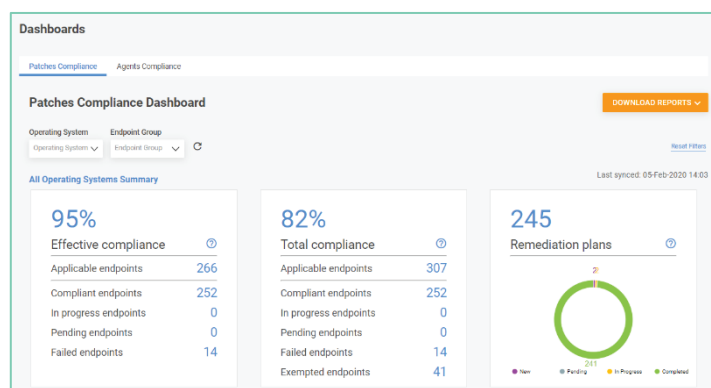 Dashboards
Patches Compliance Agents Compliance
Patches Compliance Dashboard
DOWNLOAD REPORTS
Operating System Endpoint Group
Operating System Endpoint Group
Reset Filters
All Operating Systems Summary
Last synced: 05-Feb-2020 14:03
95%
Effective compliance
Applicable endpoints 266
Compliant endpoints 252
In progress endpoints 0
Pending endpoints 0
Failed endpoints 14
82%
Total compliance
Applicable endpoints 307
Compliant endpoints 252
In progress endpoints 0
Pending endpoints 0
Failed endpoints 14
Exempted endpoints 41
245
Remediation plans
241
New Pending In Progress Completed